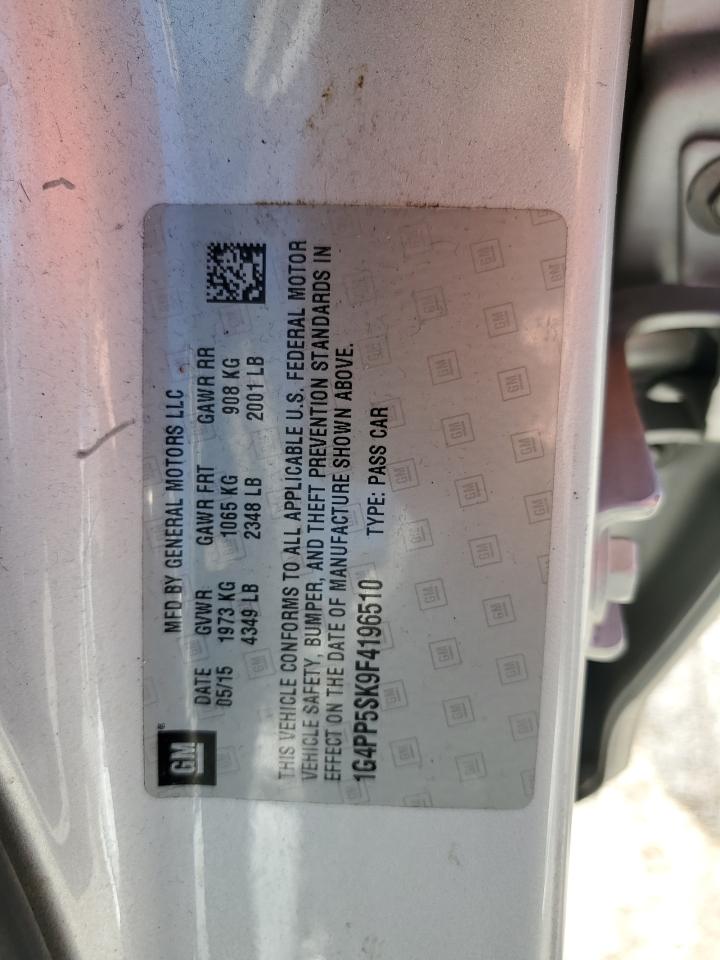 GM®
MFD BY GENERAL MOTORS LLC
DATE GVWR GAWR FRT GAWR RR
05/15 1973 KG 1065 KG 908 KG
4349 LB 2348 LB 2001 LB
THIS VEHICLE CONFORMS TO ALL APPLICABLE U.S. FEDERAL MOTOR
VEHICLE SAFETY, BUMPER, AND THEFT PREVENTION STANDARDS IN
EFFECT ON THE DATE OF MANUFACTURE SHOWN ABOVE.
1G4PP5SK9F4196510 TYPE: PASS CAR